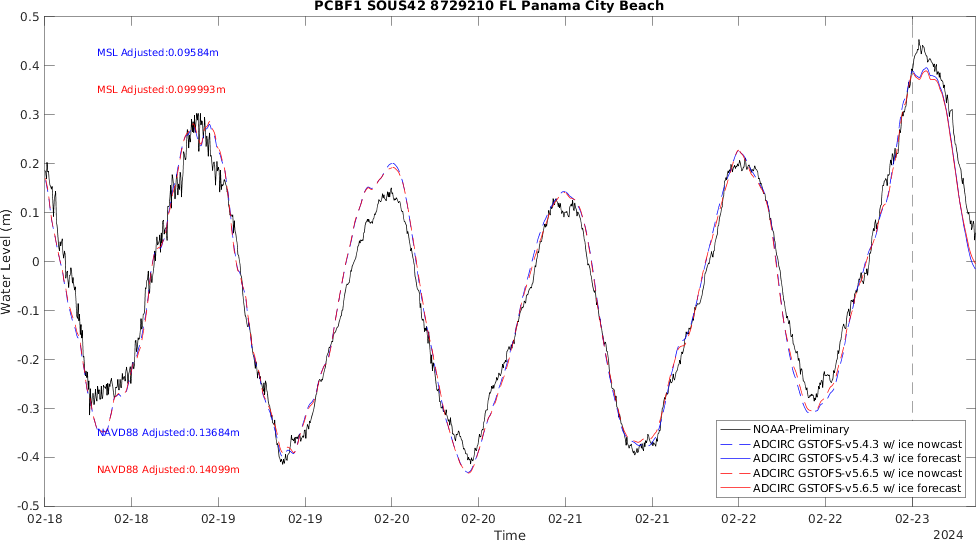 PCBF1 SOUS42 8729210 FL Panama City Beach
0.5
0.4
0.3
0.2
0.1
0
-0.1
-0.2
-0.3
-0.4
-0.5
Water Level (m)
MSL Adjusted:0.09584m
MSL Adjusted:0.099993m
NAVD88 Adjusted:0.13684m
NAVD88 Adjusted:0.14099m
NOAA-Preliminary
ADCIRC GSTOFS-v5.4.3 w/ ice nowcast
ADCIRC GSTOFS-v5.4.3 w/ ice forecast
ADCIRC GSTOFS-v5.6.5 w/ ice nowcast
ADCIRC GSTOFS-v5.6.5 w/ ice forecast
02-18 02-18 02-19 02-19 02-20 02-20 02-21 02-21 02-22 02-22 02-23
Time
2024